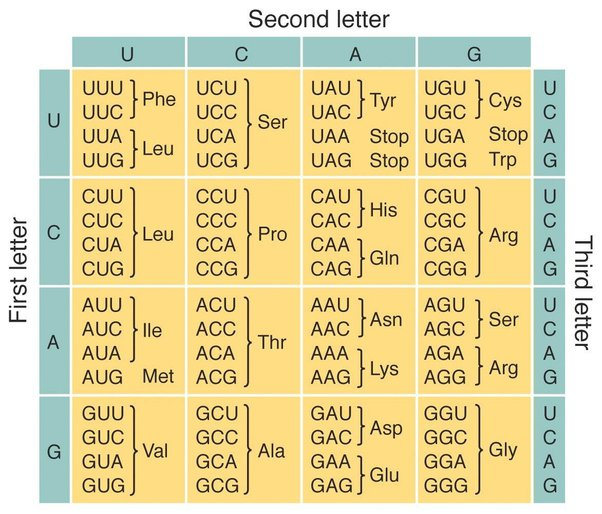 Second letter
U C A G
First letter
U
UUU
UUC
Phe
UUA
UUG
Leu
UCU
UCC
UCA
UCG
Ser
UAU
UAC
Tyr
UAA Stop
UAG Stop
UGU
UGC
Cys
UGA Stop
UGG Trp
U
C
A
G
C
CUU
CUC
CUA
CUG
Leu
CCU
CCC
CCA
CCG
Pro
CAU
CAC
His
CAA
CAG
Gln
CGU
CGC
CGA
CGG
Arg
U
C
A
G
A
AUU
AUC
AUA
Ile
AUG Met
ACU
ACC
ACA
ACG
Thr
AAU
AAC
Asn
AAA
AAG
Lys
AGU
AGC
Ser
AGA
AGG
Arg
U
C
A
G
G
GUU
GUC
GUA
GUG
Val
GCU
GCC
GCA
GCG
Ala
GAU
GAC
Asp
GAA
GAG
Glu
GGU
GGC
GGA
GGG
Gly
U
C
A
G
Third letter